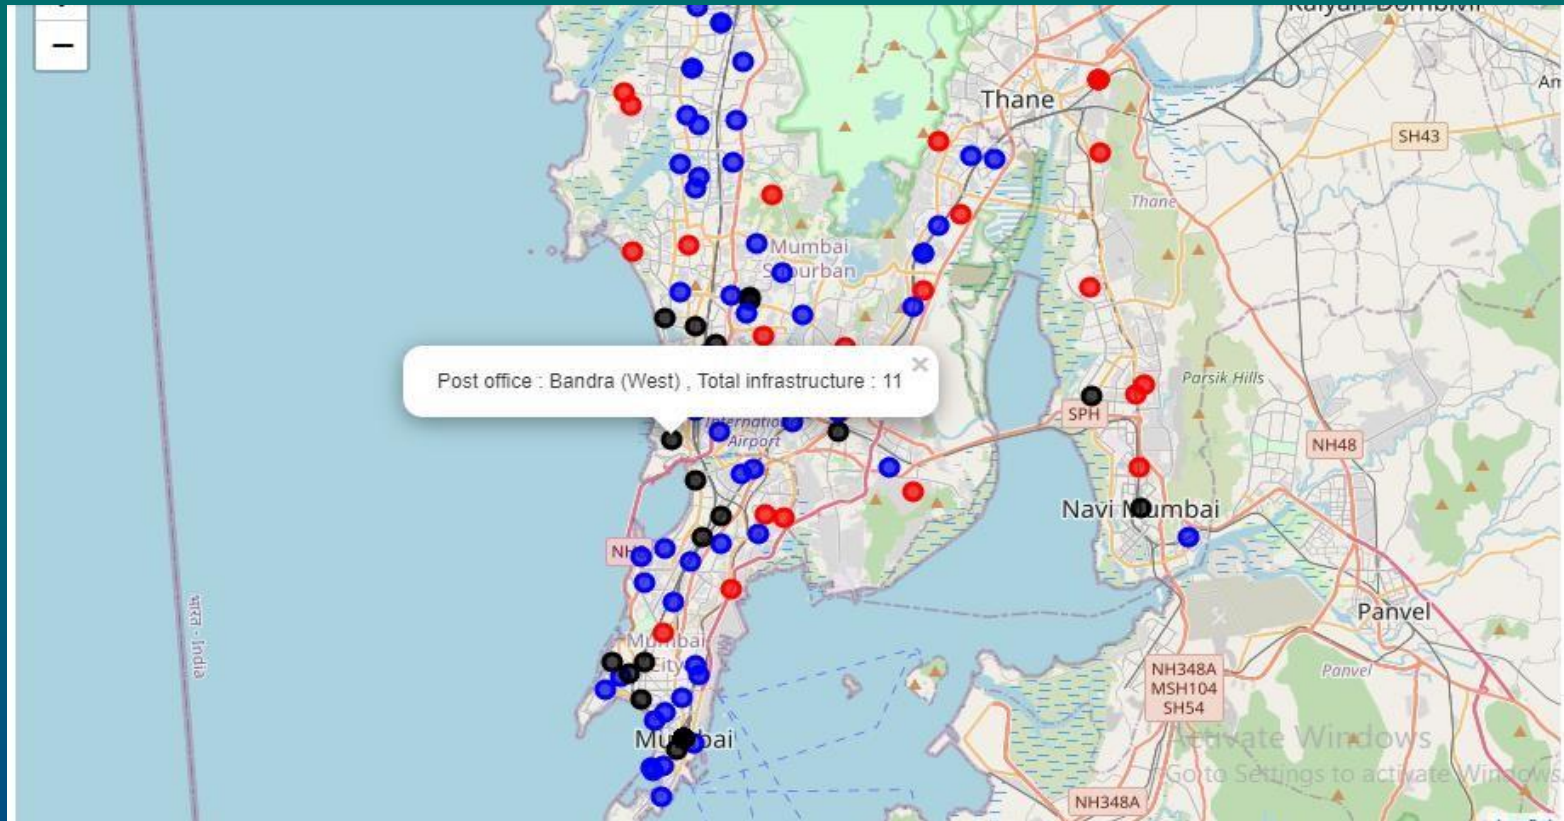 −
Kalyan-Dombivli
Thane
SH43
Thane
Mumbai
Suburban
Post office : Bandra (West) , Total infrastructure : 11
×
Parsik Hills
SPH
International
Airport
NH48
Navi Mumbai
भारत - India
Panvel
Mumbai
City
NH348A
MSH104
SH54
Panvel
Mumbai
Activate Windows
Go to Settings to activate Windows.
NH348A